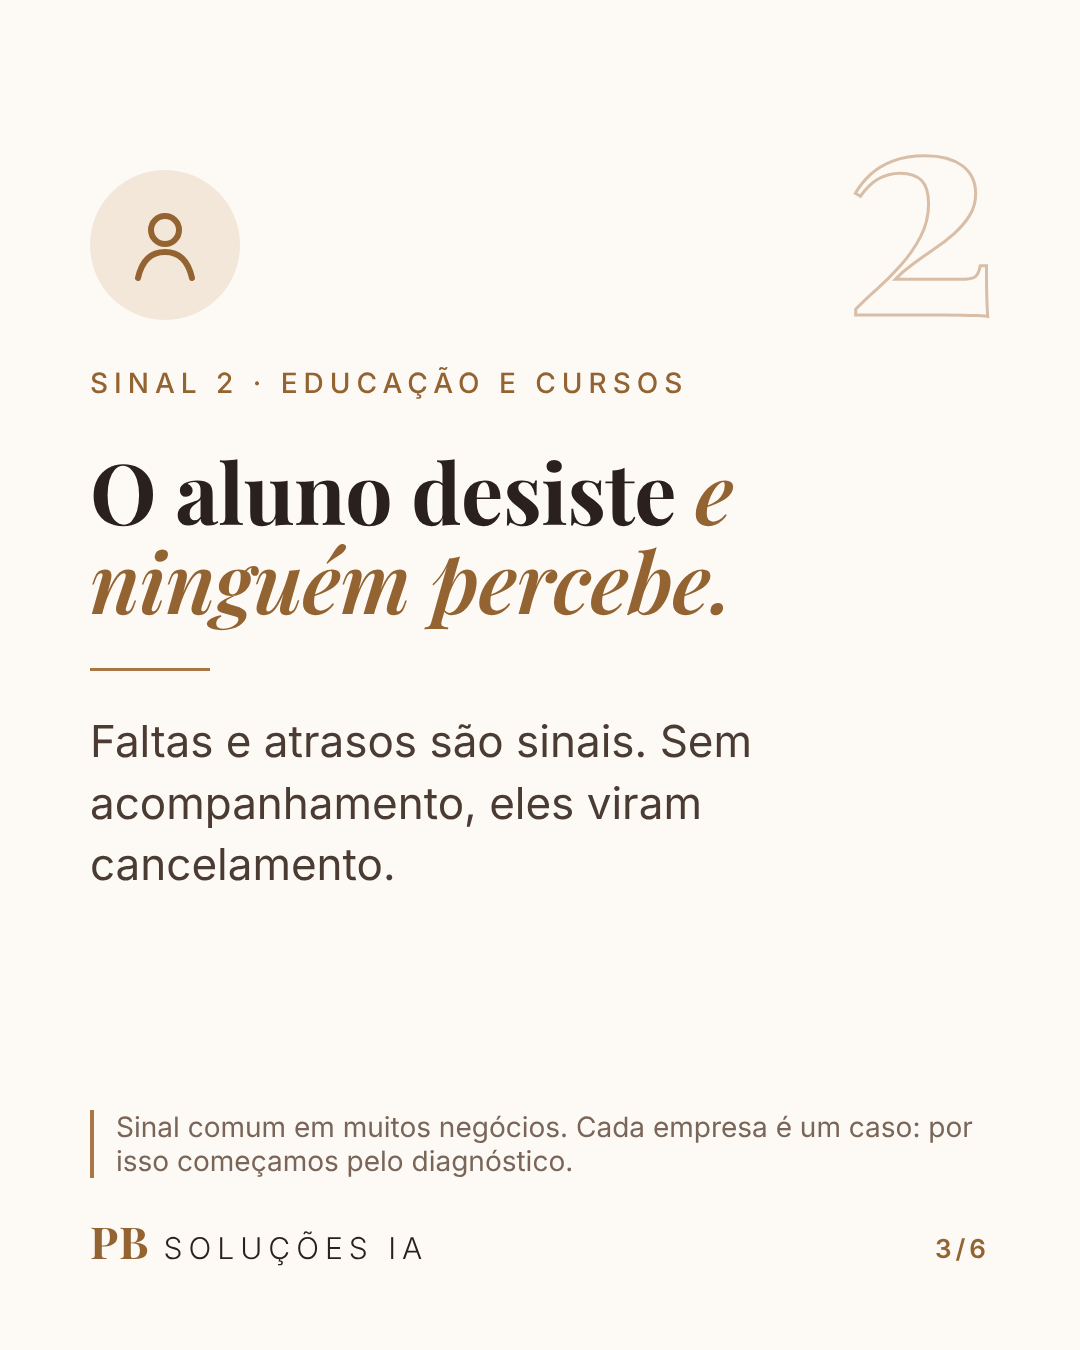 2
SINAL 2 · EDUCAÇÃO E CURSOS
O aluno desiste e
ninguém percebe.
Faltas e atrasos são sinais. Sem
acompanhamento, eles viram
cancelamento.
Sinal comum em muitos negócios. Cada empresa é um caso: por
isso começamos pelo diagnóstico.
PB SOLUÇÕES IA
3/6